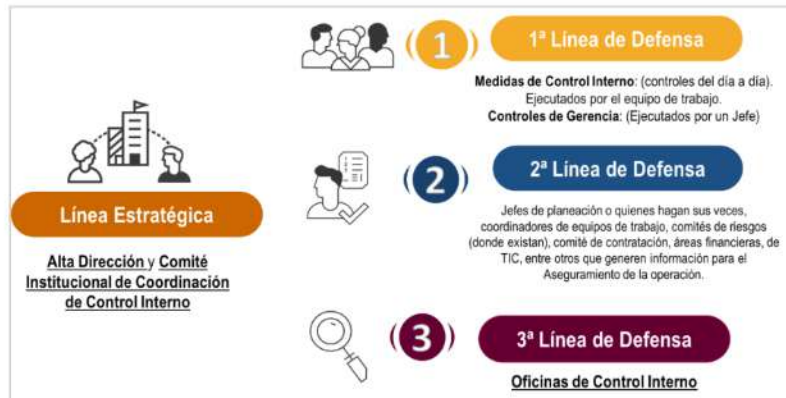 Línea Estratégica
Alta Dirección y Comité
Institucional de Coordinación
de Control Interno
1
1ª Línea de Defensa
Medidas de Control Interno: (controles del día a día).
Ejecutados por el equipo de trabajo.
Controles de Gerencia: (Ejecutados por un Jefe)
2
2ª Línea de Defensa
Jefes de planeación o quienes hagan sus veces,
coordinadores de equipos de trabajo, comités de riesgos
(donde existan), comité de contratación, áreas financieras, de
TIC, entre otros que generen información para el
Aseguramiento de la operación.
3
3ª Línea de Defensa
Oficinas de Control Interno